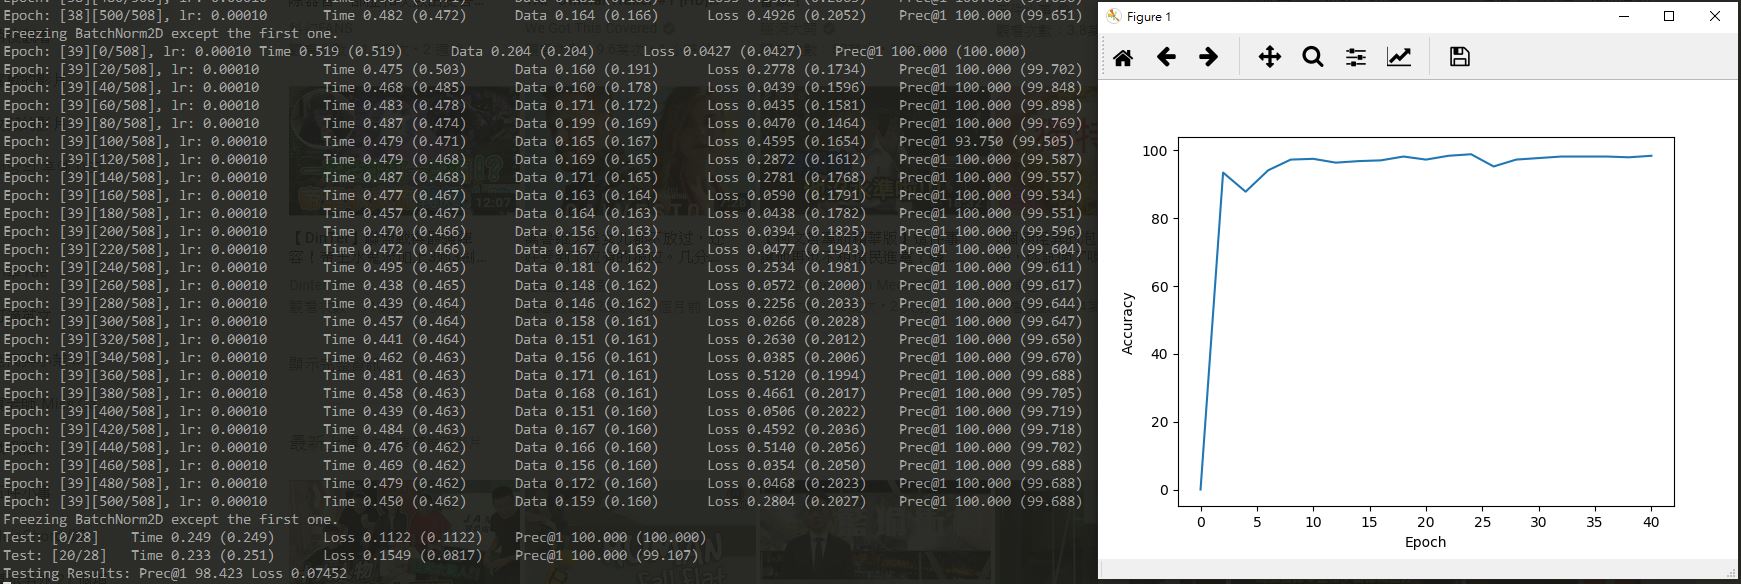 Epoch: [38][500/508], lr: 0.00010 Time 0.482 (0.472) Data 0.164 (0.166) Loss 0.4926 (0.2052) Prec@1 100.000 (99.651)
Freezing BatchNorm2D except the first one.
Epoch: [39][0/508], lr: 0.00010 Time 0.519 (0.519) Data 0.204 (0.204) Loss 0.0427 (0.0427) Prec@1 100.000 (100.000)
Epoch: [39][20/508], lr: 0.00010 Time 0.475 (0.503) Data 0.160 (0.191) Loss 0.2778 (0.1734) Prec@1 100.000 (99.702)
Epoch: [39][40/508], lr: 0.00010 Time 0.468 (0.485) Data 0.160 (0.178) Loss 0.0439 (0.1596) Prec@1 100.000 (99.848)
Epoch: [39][60/508], lr: 0.00010 Time 0.483 (0.478) Data 0.171 (0.172) Loss 0.0435 (0.1581) Prec@1 100.000 (99.898)
Epoch: [39][80/508], lr: 0.00010 Time 0.487 (0.474) Data 0.199 (0.169) Loss 0.0470 (0.1464) Prec@1 100.000 (99.769)
Epoch: [39][100/508], lr: 0.00010 Time 0.479 (0.471) Data 0.165 (0.167) Loss 0.4595 (0.1654) Prec@1 93.750 (99.505)
Epoch: [39][120/508], lr: 0.00010 Time 0.479 (0.468) Data 0.169 (0.165) Loss 0.2872 (0.1612) Prec@1 100.000 (99.587)
Epoch: [39][140/508], lr: 0.00010 Time 0.487 (0.468) Data 0.171 (0.165) Loss 0.2781 (0.1768) Prec@1 100.000 (99.557)
Epoch: [39][160/508], lr: 0.00010 Time 0.477 (0.467) Data 0.163 (0.164) Loss 0.0590 (0.1791) Prec@1 100.000 (99.534)
Epoch: [39][180/508], lr: 0.00010 Time 0.457 (0.467) Data 0.164 (0.163) Loss 0.0438 (0.1782) Prec@1 100.000 (99.551)
Epoch: [39][200/508], lr: 0.00010 Time 0.470 (0.466) Data 0.156 (0.163) Loss 0.0394 (0.1825) Prec@1 100.000 (99.596)
Epoch: [39][220/508], lr: 0.00010 Time 0.472 (0.466) Data 0.167 (0.163) Loss 0.0477 (0.1943) Prec@1 100.000 (99.604)
Epoch: [39][240/508], lr: 0.00010 Time 0.495 (0.465) Data 0.181 (0.162) Loss 0.2534 (0.1981) Prec@1 100.000 (99.611)
Epoch: [39][260/508], lr: 0.00010 Time 0.438 (0.465) Data 0.148 (0.162) Loss 0.0572 (0.2000) Prec@1 100.000 (99.617)
Epoch: [39][280/508], lr: 0.00010 Time 0.439 (0.464) Data 0.146 (0.162) Loss 0.2256 (0.2033) Prec@1 100.000 (99.644)
Epoch: [39][300/508], lr: 0.00010 Time 0.457 (0.464) Data 0.158 (0.161) Loss 0.0266 (0.2028) Prec@1 100.000 (99.647)
Epoch: [39][320/508], lr: 0.00010 Time 0.441 (0.464) Data 0.151 (0.161) Loss 0.2630 (0.2012) Prec@1 100.000 (99.650)
Epoch: [39][340/508], lr: 0.00010 Time 0.462 (0.463) Data 0.156 (0.161) Loss 0.0385 (0.2006) Prec@1 100.000 (99.670)
Epoch: [39][360/508], lr: 0.00010 Time 0.481 (0.463) Data 0.171 (0.161) Loss 0.5120 (0.1994) Prec@1 100.000 (99.688)
Epoch: [39][380/508], lr: 0.00010 Time 0.458 (0.463) Data 0.168 (0.161) Loss 0.4661 (0.2017) Prec@1 100.000 (99.705)
Epoch: [39][400/508], lr: 0.00010 Time 0.439 (0.463) Data 0.151 (0.160) Loss 0.0506 (0.2022) Prec@1 100.000 (99.719)
Epoch: [39][420/508], lr: 0.00010 Time 0.484 (0.463) Data 0.167 (0.160) Loss 0.4592 (0.2036) Prec@1 100.000 (99.718)
Epoch: [39][440/508], lr: 0.00010 Time 0.476 (0.462) Data 0.166 (0.160) Loss 0.5140 (0.2056) Prec@1 100.000 (99.702)
Epoch: [39][460/508], lr: 0.00010 Time 0.469 (0.462) Data 0.156 (0.160) Loss 0.0354 (0.2050) Prec@1 100.000 (99.688)
Epoch: [39][480/508], lr: 0.00010 Time 0.479 (0.462) Data 0.172 (0.160) Loss 0.0468 (0.2023) Prec@1 100.000 (99.688)
Epoch: [39][500/508], lr: 0.00010 Time 0.450 (0.462) Data 0.159 (0.160) Loss 0.2804 (0.2027) Prec@1 100.000 (99.688)
Freezing BatchNorm2D except the first one.
Test: [0/28] Time 0.249 (0.249) Loss 0.1122 (0.1122) Prec@1 100.000 (100.000)
Test: [20/28] Time 0.233 (0.251) Loss 0.1549 (0.0817) Prec@1 100.000 (99.107)
Testing Results: Prec@1 98.423 Loss 0.07452
Figure 1
100
80
60
40
20
0
Accuracy
0 5 10 15 20 25 30 35 40
Epoch